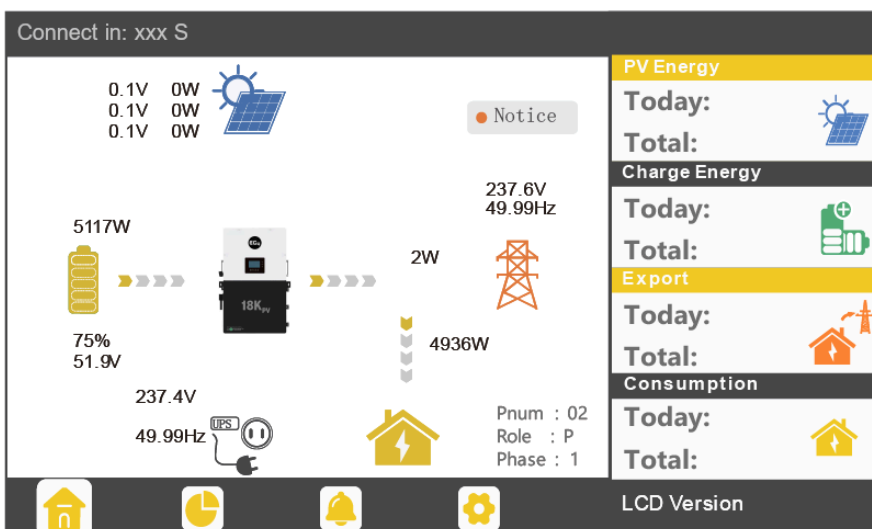 Connect in: xxx S
0.1V 0W
0.1V 0W
0.1V 0W
Notice
237.6V
49.99Hz
5117W
2W
18KPV
75%
51.9V
4936W
237.4V
UPS
49.99Hz
Pnum : 02
Role : P
Phase : 1
PV Energy
Today:
Total:
Charge Energy
Today:
Total:
Export
Today:
Total:
Consumption
Today:
Total:
LCD Version